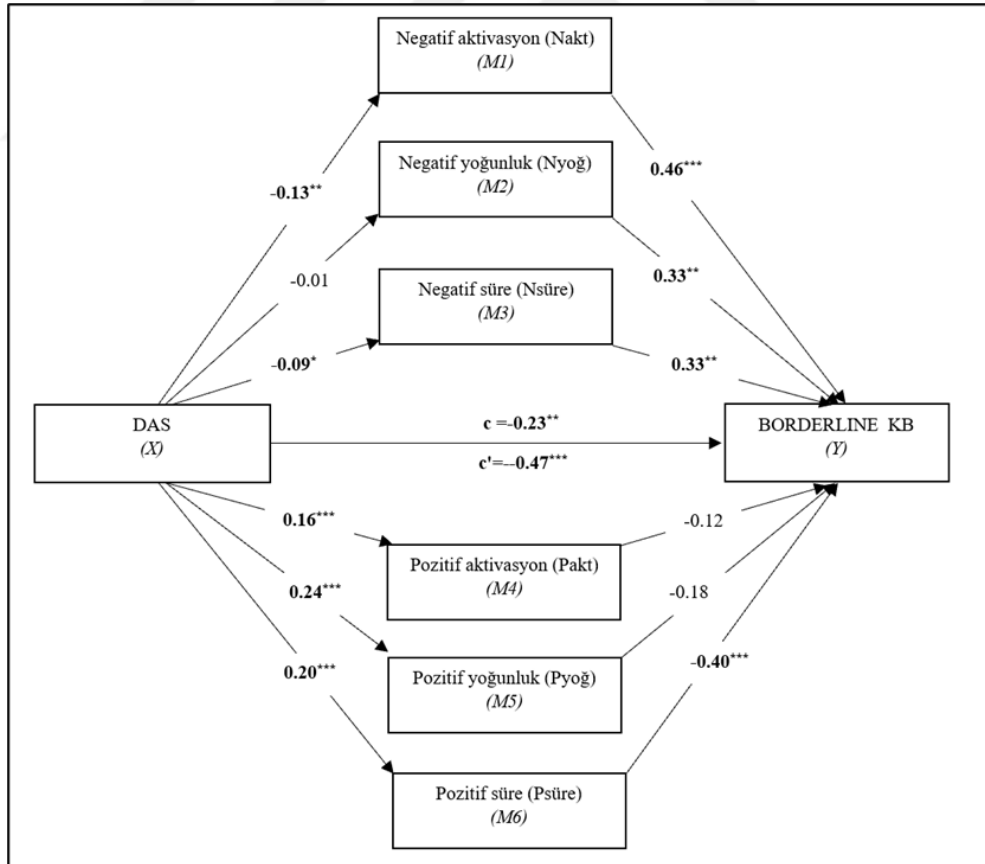 Negatif aktivasyon (Nakt)
(M1)
Negatif yoğunluk (Nyoğ)
(M2)
-0.13**
0.46***
-0.01
Negatif süre (Nsüre)
(M3)
0.33**
-0.09*
0.33**
DAS
(X)
c =-0.23**
c'=--0.47***
BORDERLINE KB
(Y)
0.16***
-0.12
Pozitif aktivasyon (Pakt)
(M4)
0.24***
-0.18
Pozitif yoğunluk (Pyoğ)
(M5)
0.20***
-0.40***
Pozitif süre (Psüre)
(M6)